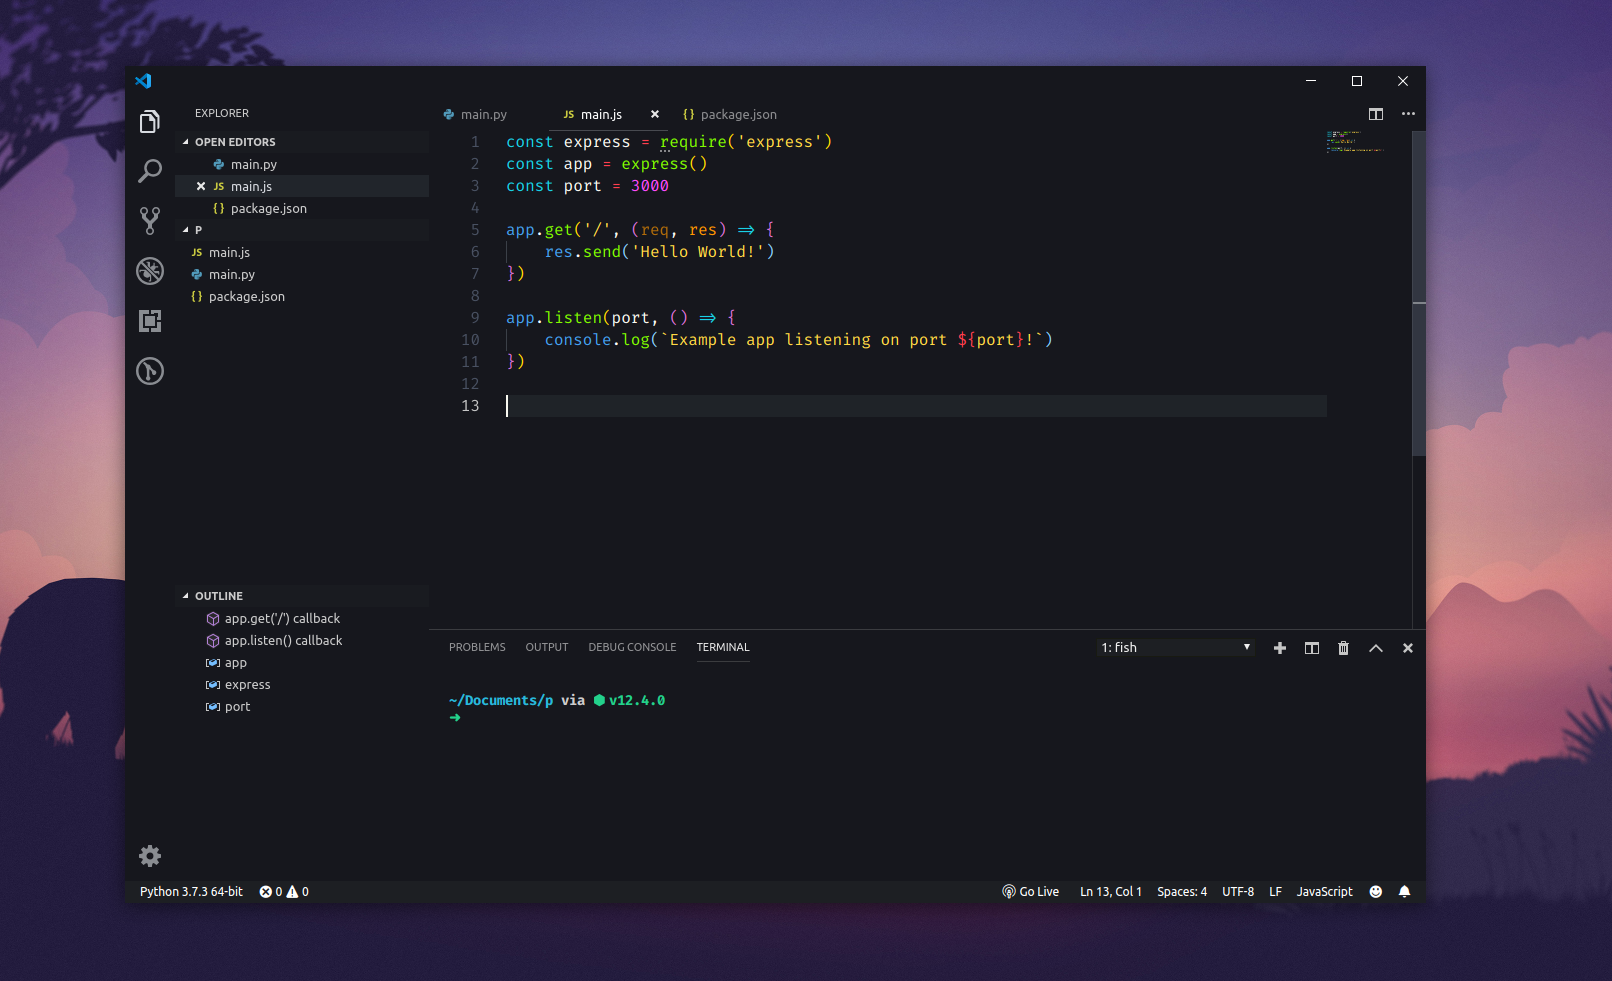 EXPLORER
OPEN EDITORS
main.py
JS main.js
{} package.json
P
JS main.js
main.py
{} package.json
OUTLINE
app.get('/') callback
app.listen() callback
app
express
port
main.py
JS main.js
{} package.json
1 const express = require('express')
2 const app = express()
3 const port = 3000
4
5 app.get('/', (req, res) => {
6 res.send('Hello World!')
7 })
8
9 app.listen(port, () => {
10 console.log(`Example app listening on port ${port}!`)
11 })
12
13
PROBLEMS OUTPUT DEBUG CONSOLE TERMINAL
1: fish
~/Documents/p via ⬢ v12.4.0
➜
Python 3.7.3 64-bit 0 0 Go Live Ln 13, Col 1 Spaces: 4 UTF-8 LF JavaScript